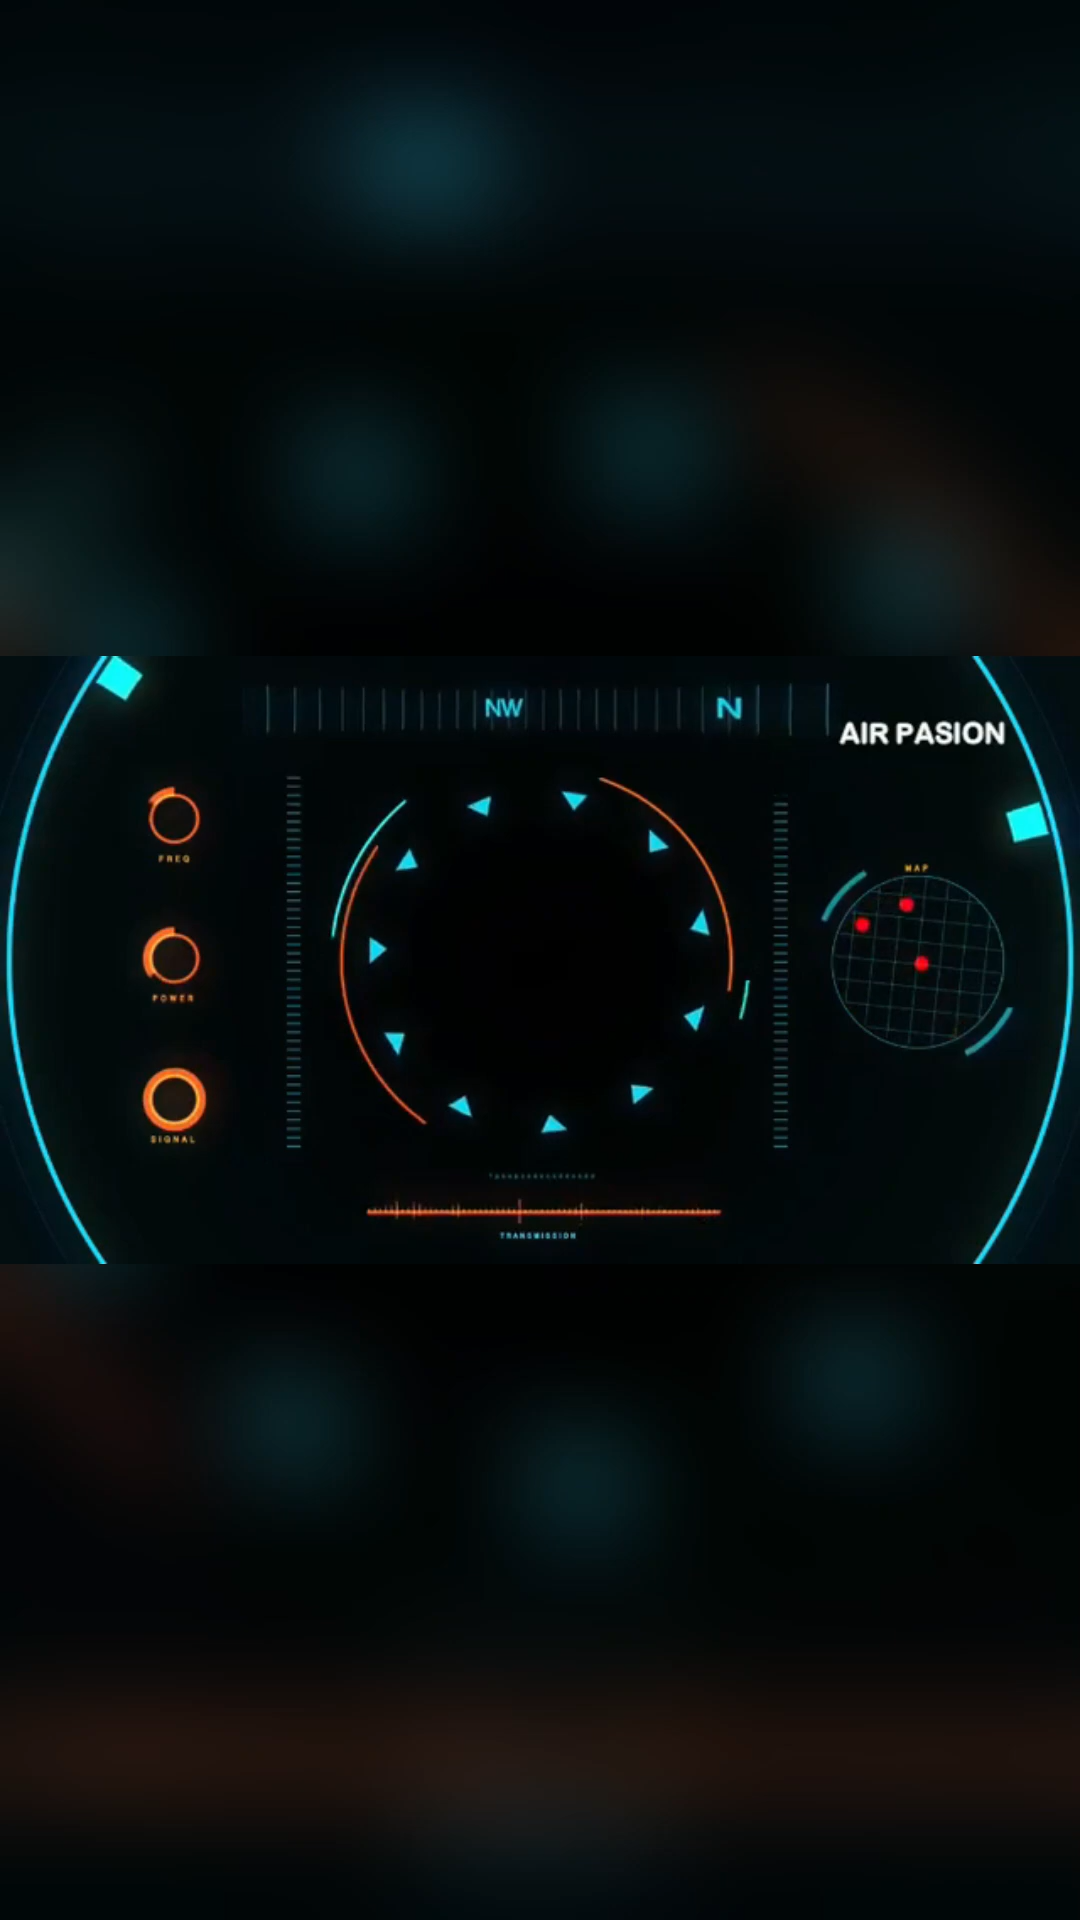 NW N
AIR PASION
FREQ
MAP
POWER
SIGNAL
TRANSMISSION